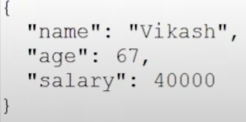 {
"name": "Vikash",
"age": 67,
"salary": 40000
}